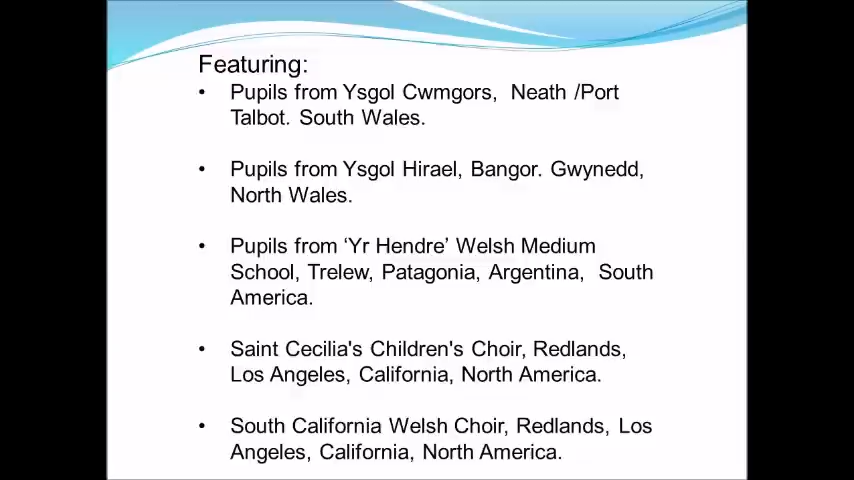 Featuring:
• Pupils from Ysgol Cwmgors, Neath /Port
Talbot. South Wales.
• Pupils from Ysgol Hirael, Bangor. Gwynedd,
North Wales.
• Pupils from ‘Yr Hendre’ Welsh Medium
School, Trelew, Patagonia, Argentina, South
America.
• Saint Cecilia's Children's Choir, Redlands,
Los Angeles, California, North America.
• South California Welsh Choir, Redlands, Los
Angeles, California, North America.